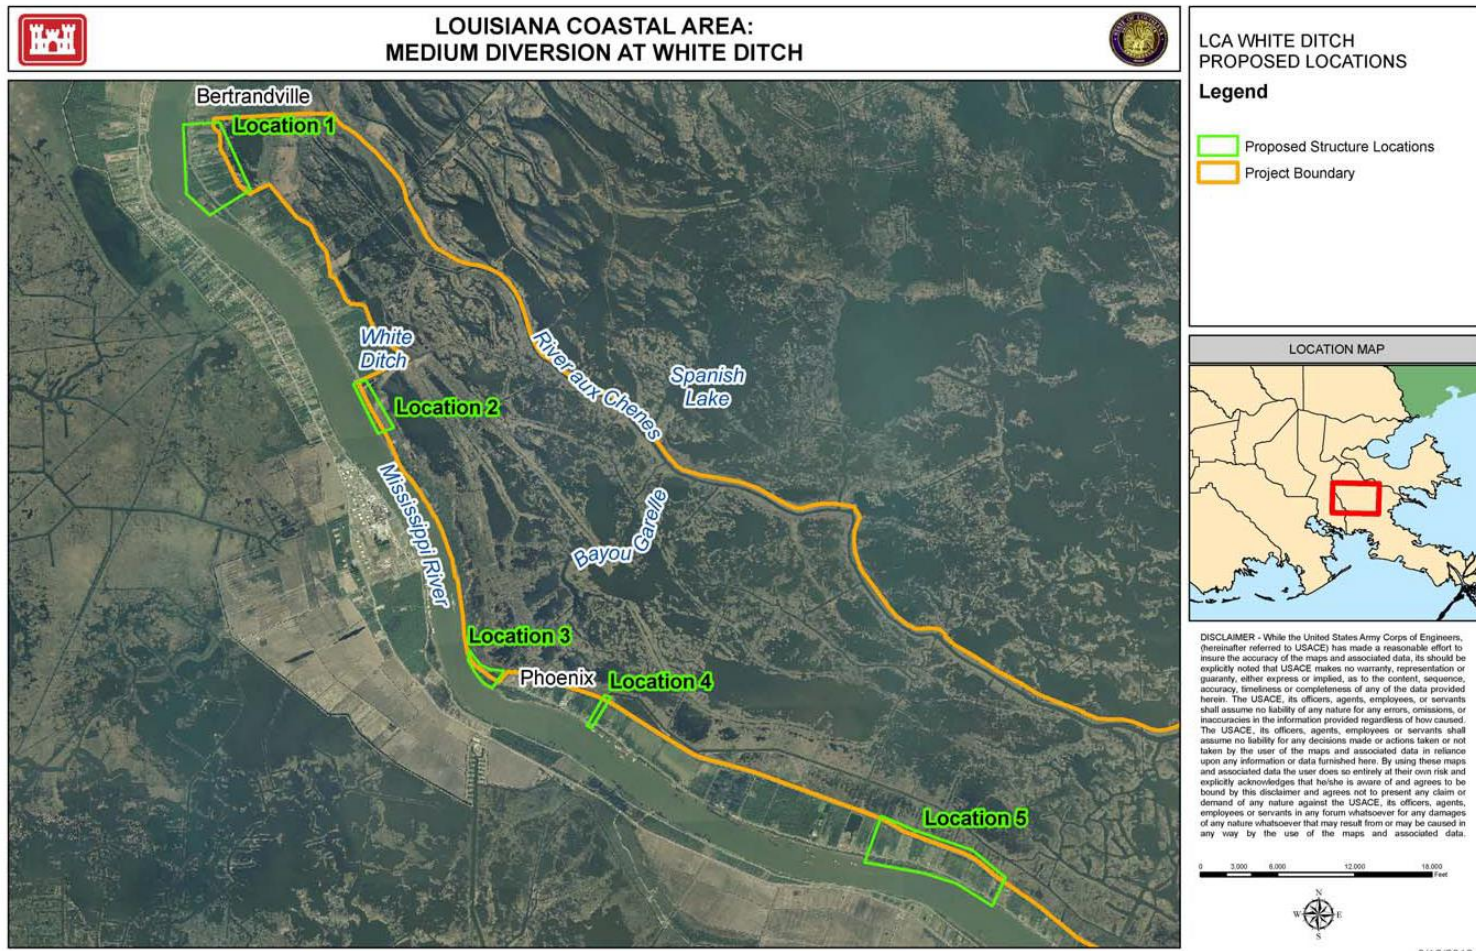 LOUISIANA COASTAL AREA:
MEDIUM DIVERSION AT WHITE DITCH
Bertrandville
Location 1
White
Ditch
Location 2
River aux Chenes
Spanish
Lake
Mississippi River
Bayou Garelle
Location 3
Phoenix
Location 4
Location 5
LCA WHITE DITCH
PROPOSED LOCATIONS
Legend
Proposed Structure Locations
Project Boundary
LOCATION MAP
DISCLAIMER - While the United States Army Corps of Engineers,
(hereinafter referred to USACE) has made a reasonable effort to
insure the accuracy of the maps and associated data, its should be
explicitly noted that USACE makes no warranty, representation or
guaranty, either express or implied, as to the content, sequence,
accuracy, timeliness or completeness of any of the data provided
herein. The USACE, its officers, agents, employees, or servants
shall assume no liability of any nature for any errors, omissions, or
inaccuracies in the information provided regardless of how caused.
The USACE, its officers, agents, employees or servants shall
assume no liability for any decisions made or actions taken or not
taken by the user of the maps and associated data in reliance
upon any information or data furnished here. By using these maps
and associated data the user does so entirely at their own risk and
explicitly acknowledges that he/she is aware of and agrees to be
bound by this disclaimer and agrees not to present any claim or
demand of any nature against the USACE, its officers, agents,
employees or servants in any forum whatsoever for any damages
of any nature whatsoever that may result from or may be caused in
any way by the use of the maps and associated data.
0 3,000 6,000 12,000 18,000
Feet
N
W E
S